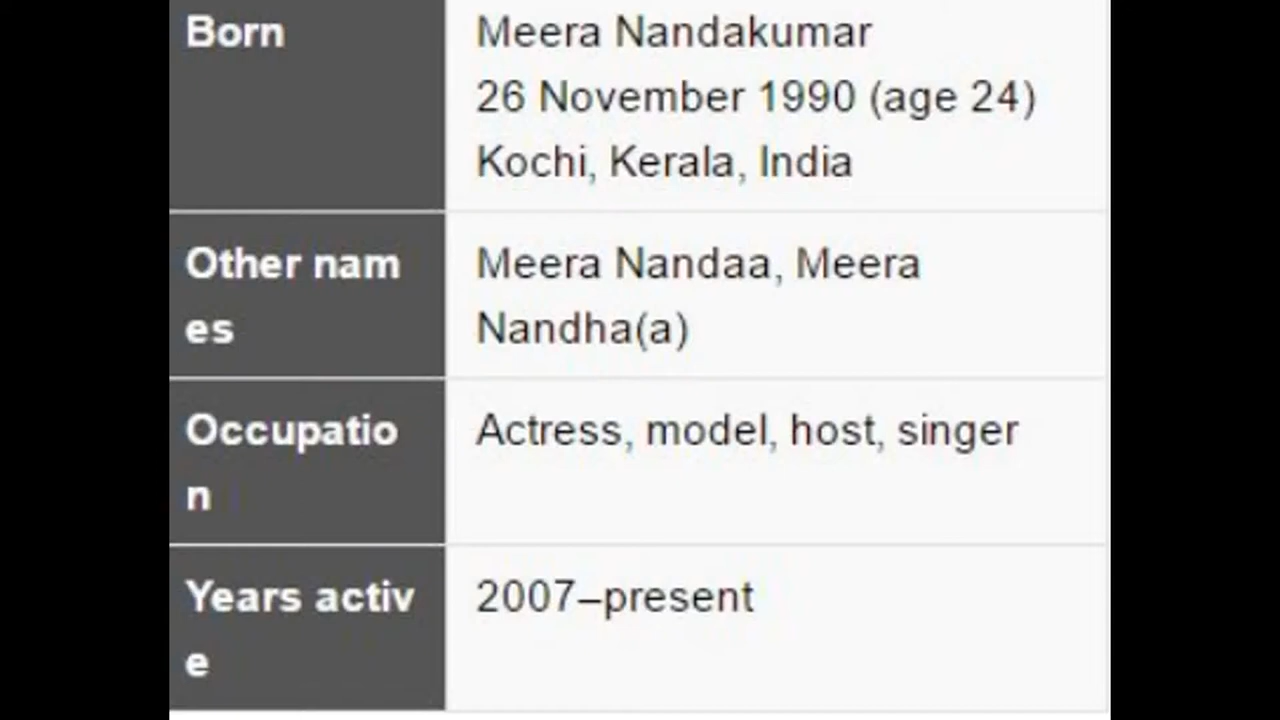 Born
Meera Nandakumar
26 November 1990 (age 24)
Kochi, Kerala, India
Other nam
es
Meera Nandaa, Meera
Nandha(a)
Occupatio
n
Actress, model, host, singer
Years activ
e
2007–present